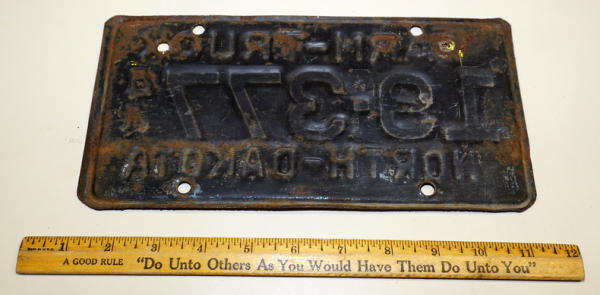 FARM-TRUCK
19-377
NORTH-DAKOTA
1 2 3 4 5 6 7 8 9 10 11 12
A GOOD RULE "Do Unto Others As You Would Have Them Do Unto You"